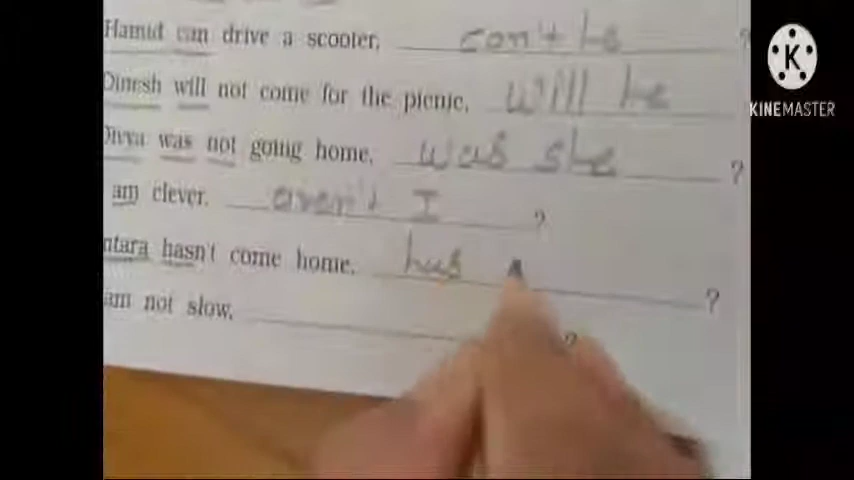 Hamid can drive a scooter, can't he ?
Dinesh will not come for the picnic, will he
Divya was not going home, was she ?
am clever. aren't I ?
ntara hasn't come home, has
?
am not slow, ?
K
KINEMASTER